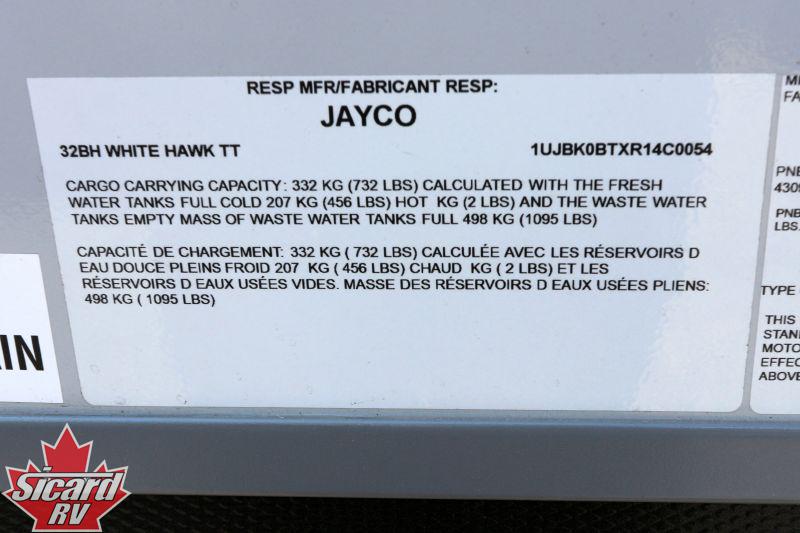 RESP MFR/FABRICANT RESP:
JAYCO
32BH WHITE HAWK TT 1UJBK0BTXR14C0054
CARGO CARRYING CAPACITY: 332 KG (732 LBS) CALCULATED WITH THE FRESH
WATER TANKS FULL COLD 207 KG (456 LBS) HOT KG (2 LBS) AND THE WASTE WATER
TANKS EMPTY MASS OF WASTE WATER TANKS FULL 498 KG (1095 LBS)
CAPACITÉ DE CHARGEMENT: 332 KG ( 732 LBS) CALCULÉE AVEC LES RÉSERVOIRS D
EAU DOUCE PLEINS FROID 207 KG ( 456 LBS) CHAUD KG ( 2 LBS) ET LES
RÉSERVOIRS D EAUX USÉES VIDES. MASSE DES RÉSERVOIRS D EAUX USÉES PLIENS:
498 KG ( 1095 LBS)
IN
M
FA
PNB
4309
PNB
LBS.
TYPE
THIS
STAN
MOTO
EFFEC
ABOVE
Sicard
RV